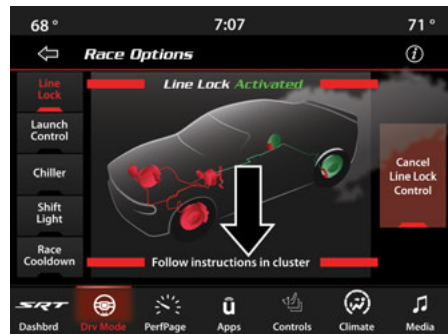 68 °
7:07
71 °
Race Options
i
Line
Lock
Launch
Control
Chiller
Shift
Light
Race
Cooldown
Line Lock Activated
Follow instructions in cluster
Cancel
Line Lock
Control
SRT
Dashbrd
Drv Mode
PerfPage
ū
Apps
Controls
Climate
Media